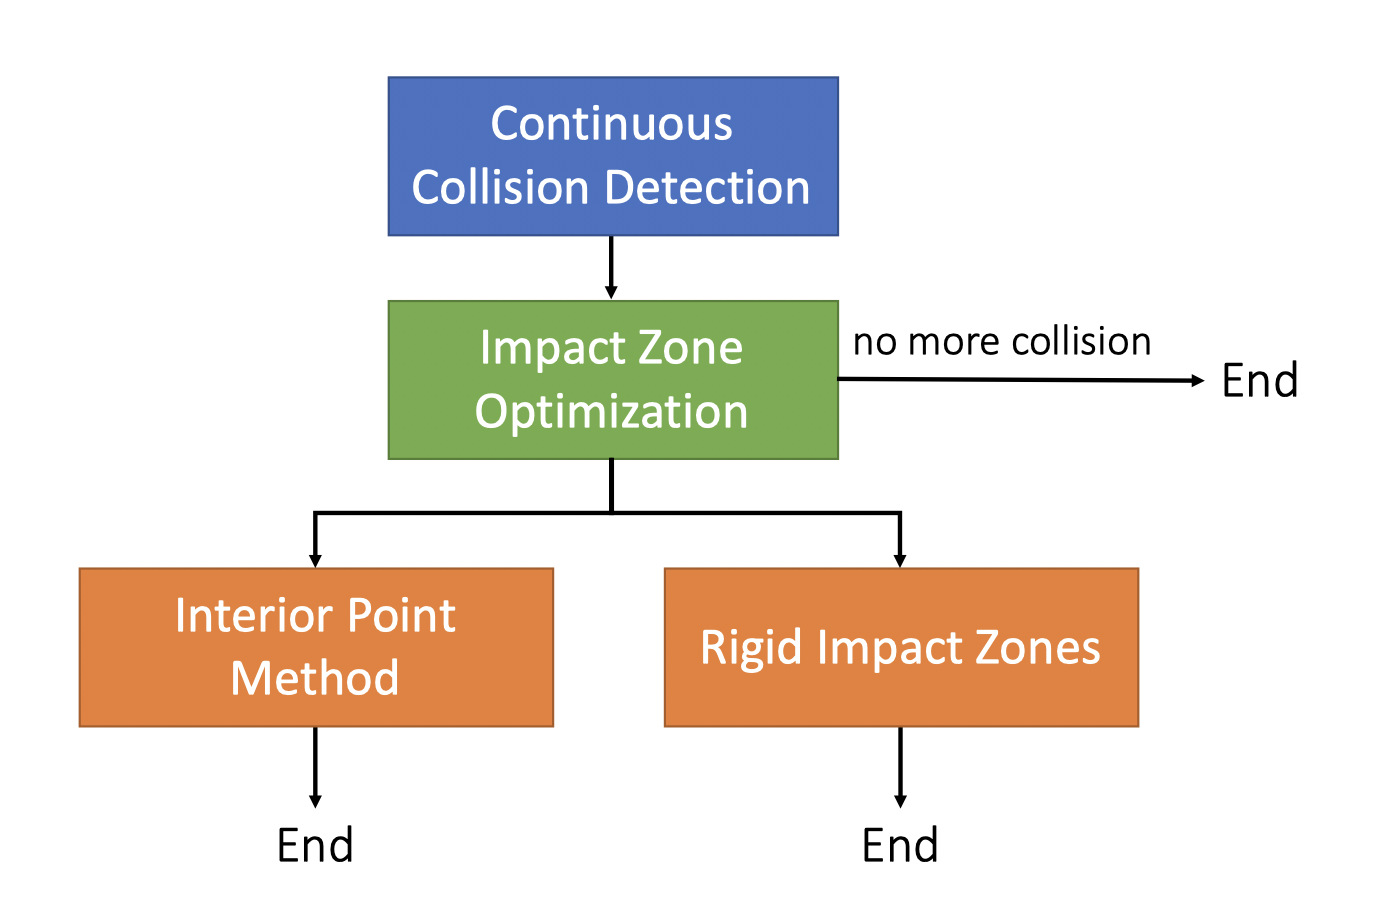 Continuous
Collision Detection
Impact Zone
Optimization
no more collision
End
Interior Point
Method
Rigid Impact Zones
End
End